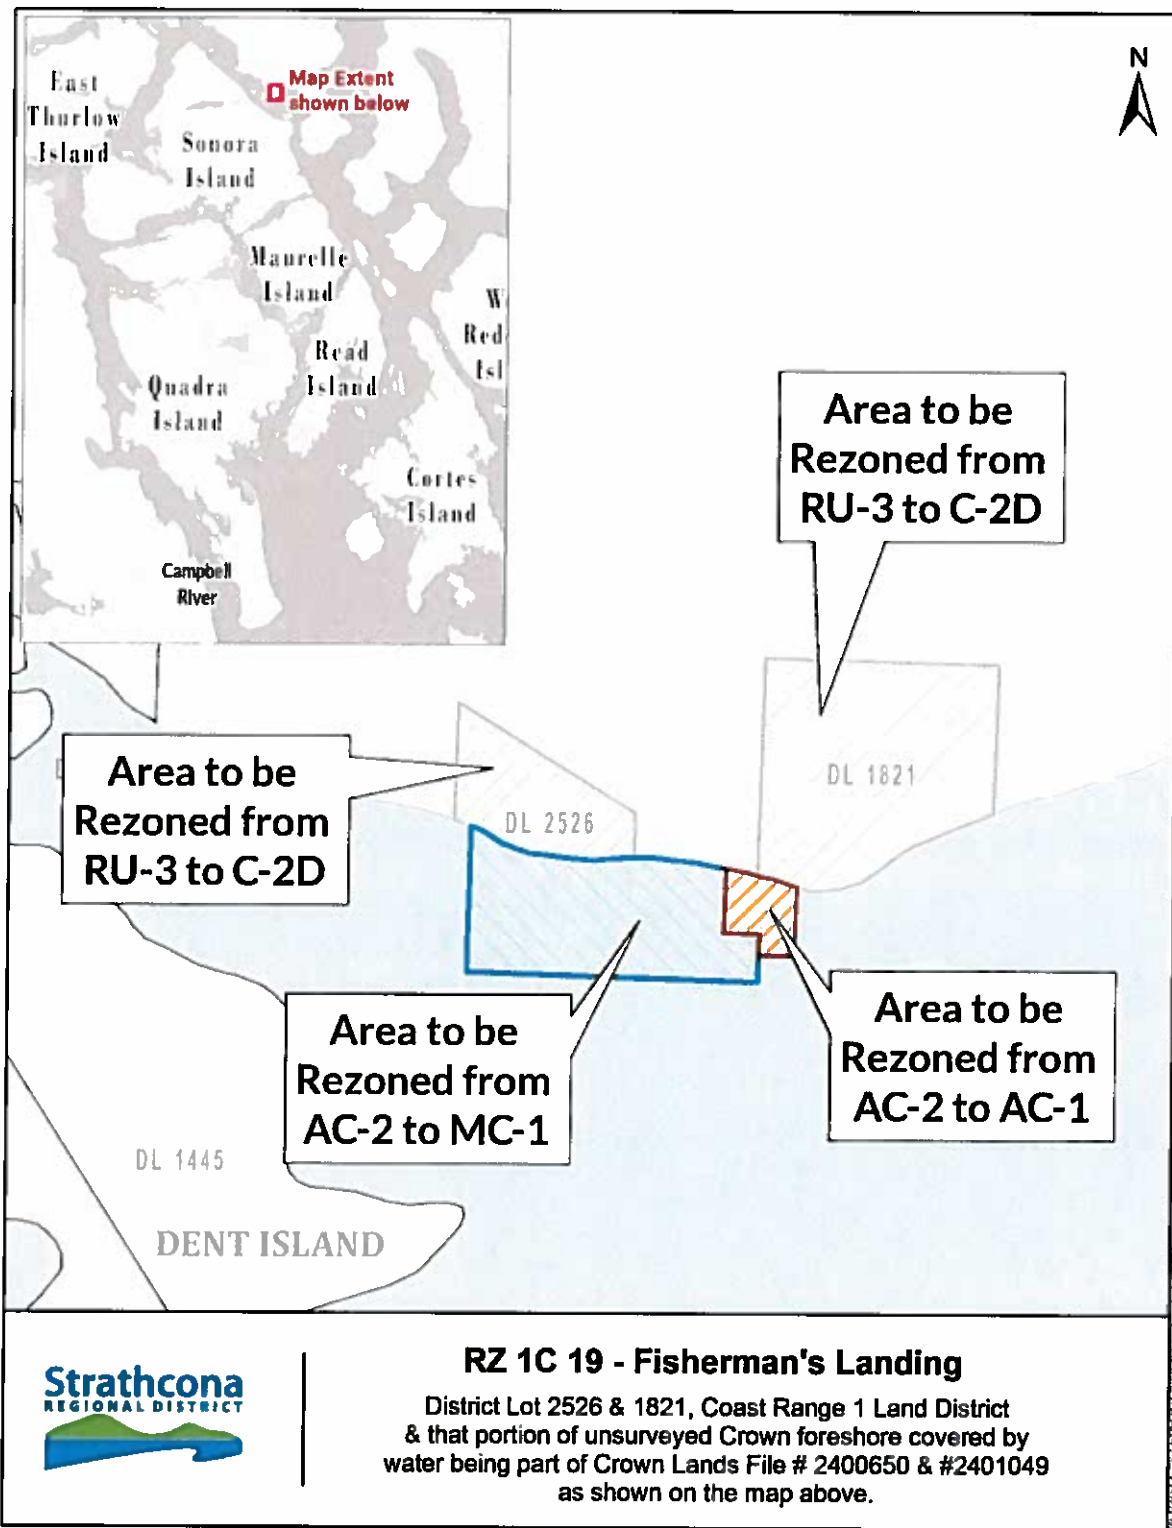 East
Thurlow
Island
Map Extent
shown below
N
Sonora
Island
Maurelle
Island
W
Red
Isl
Read
Island
Quadra
Island
Cortes
Island
Campbell
River
Area to be
Rezoned from
RU-3 to C-2D
Area to be
Rezoned from
RU-3 to C-2D
DL 1821
DL 2526
Area to be
Rezoned from
AC-2 to MC-1
Area to be
Rezoned from
AC-2 to AC-1
DL 1445
DENT ISLAND
Strathcona
REGIONAL DISTRICT
RZ 1C 19 - Fisherman's Landing
District Lot 2526 & 1821, Coast Range 1 Land District
& that portion of unsurveyed Crown foreshore covered by
water being part of Crown Lands File # 2400650 & #2401049
as shown on the map above.